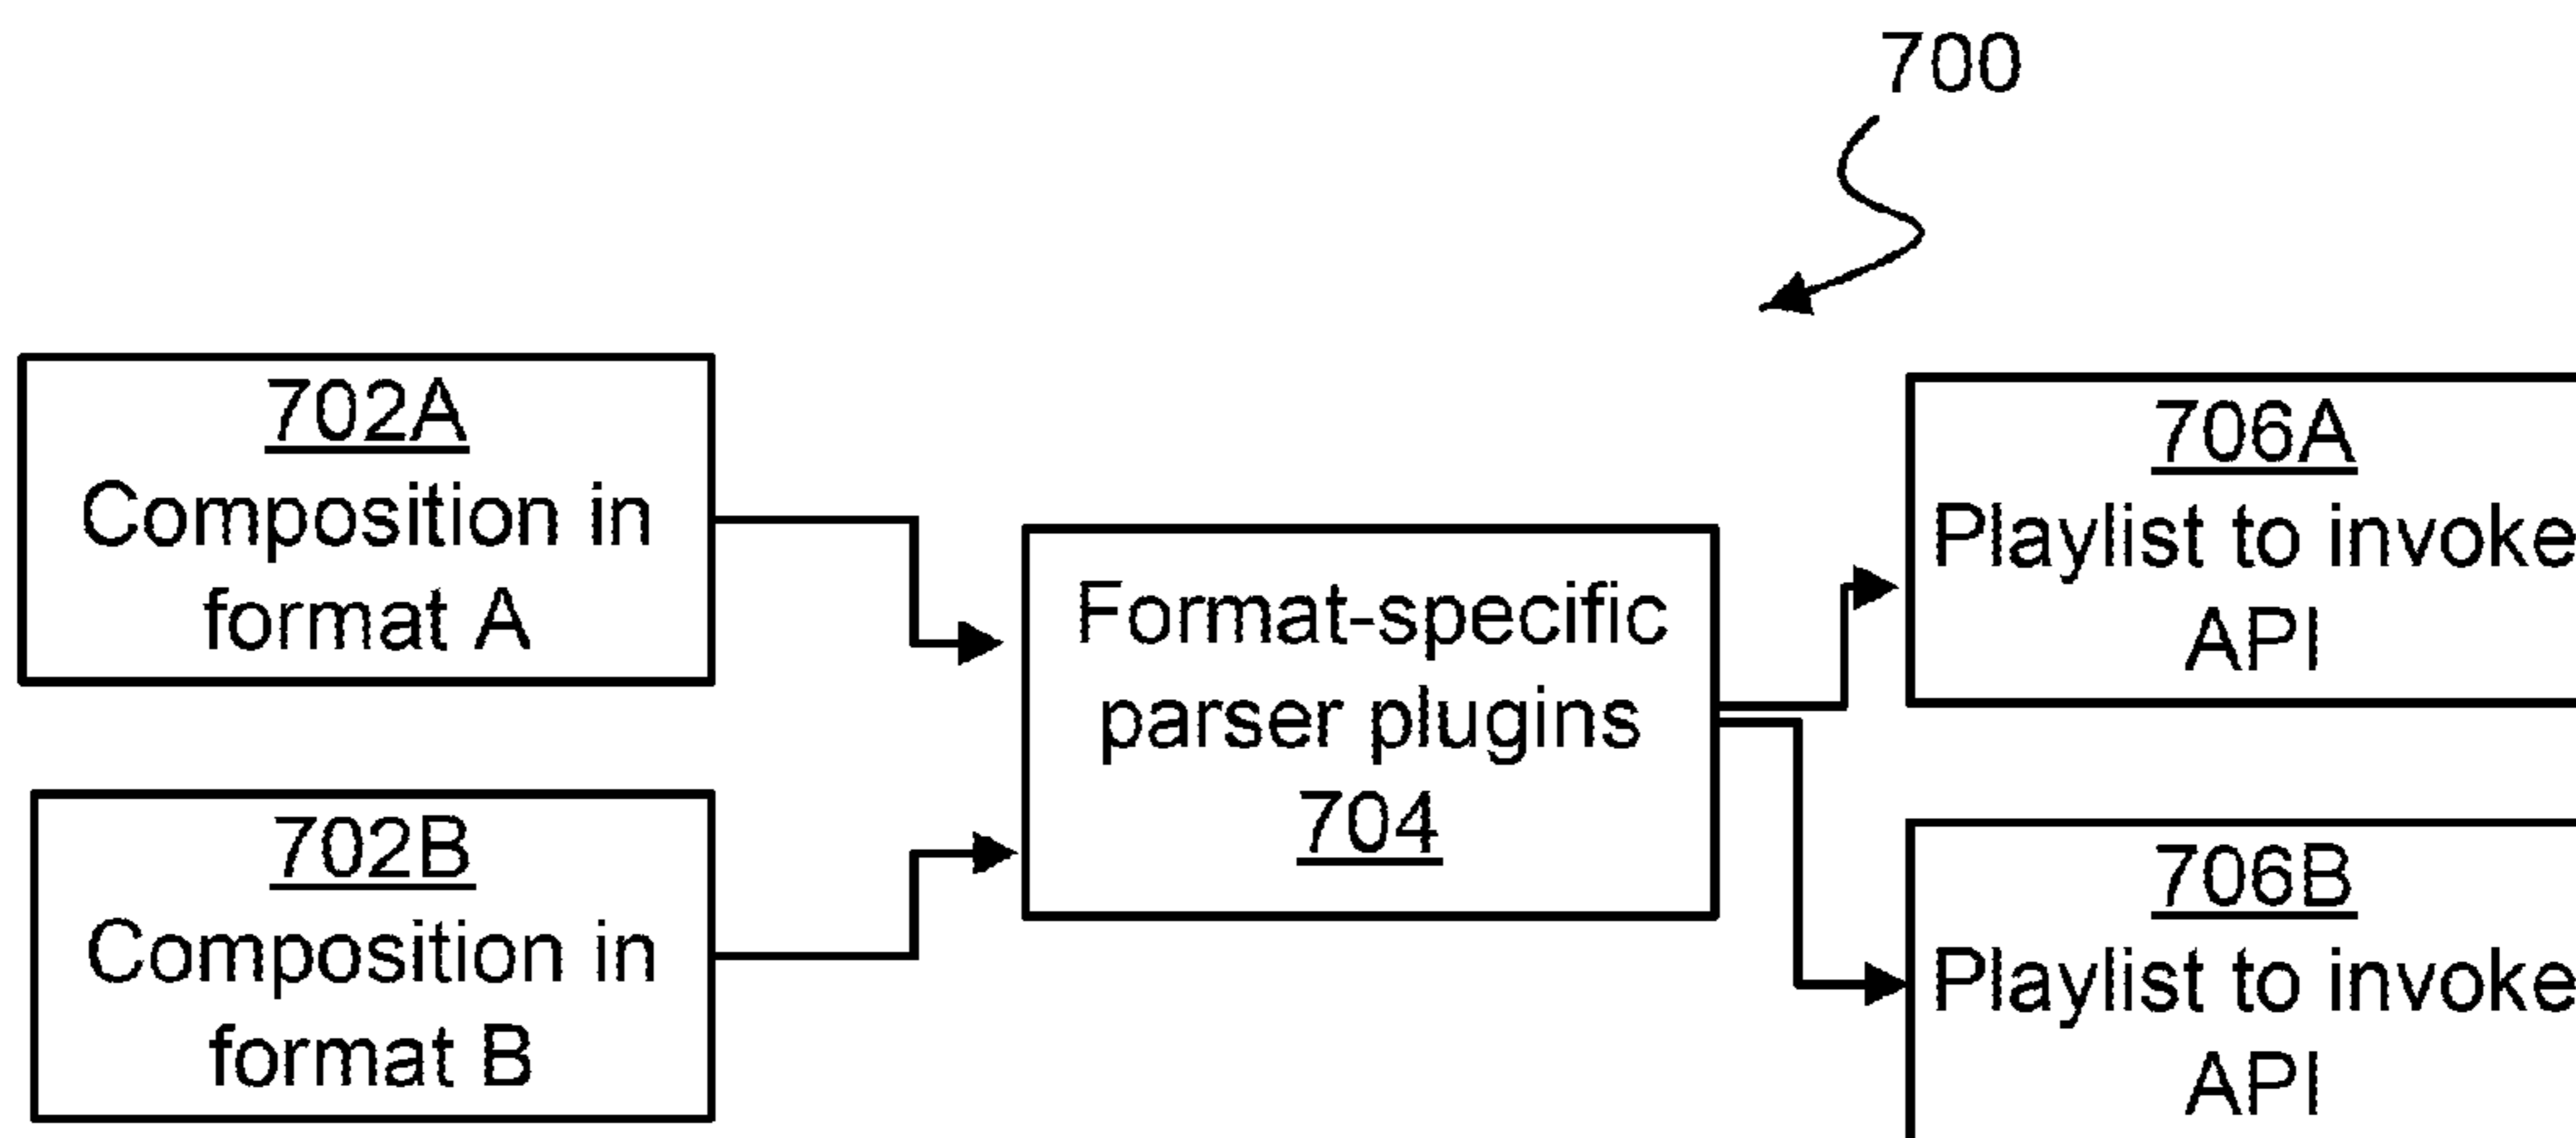 700
702A
Composition in
format A
702B
Composition in
format B
Format-specific
parser plugins
704
706A
Playlist to invoke
API
706B
Playlist to invoke
API